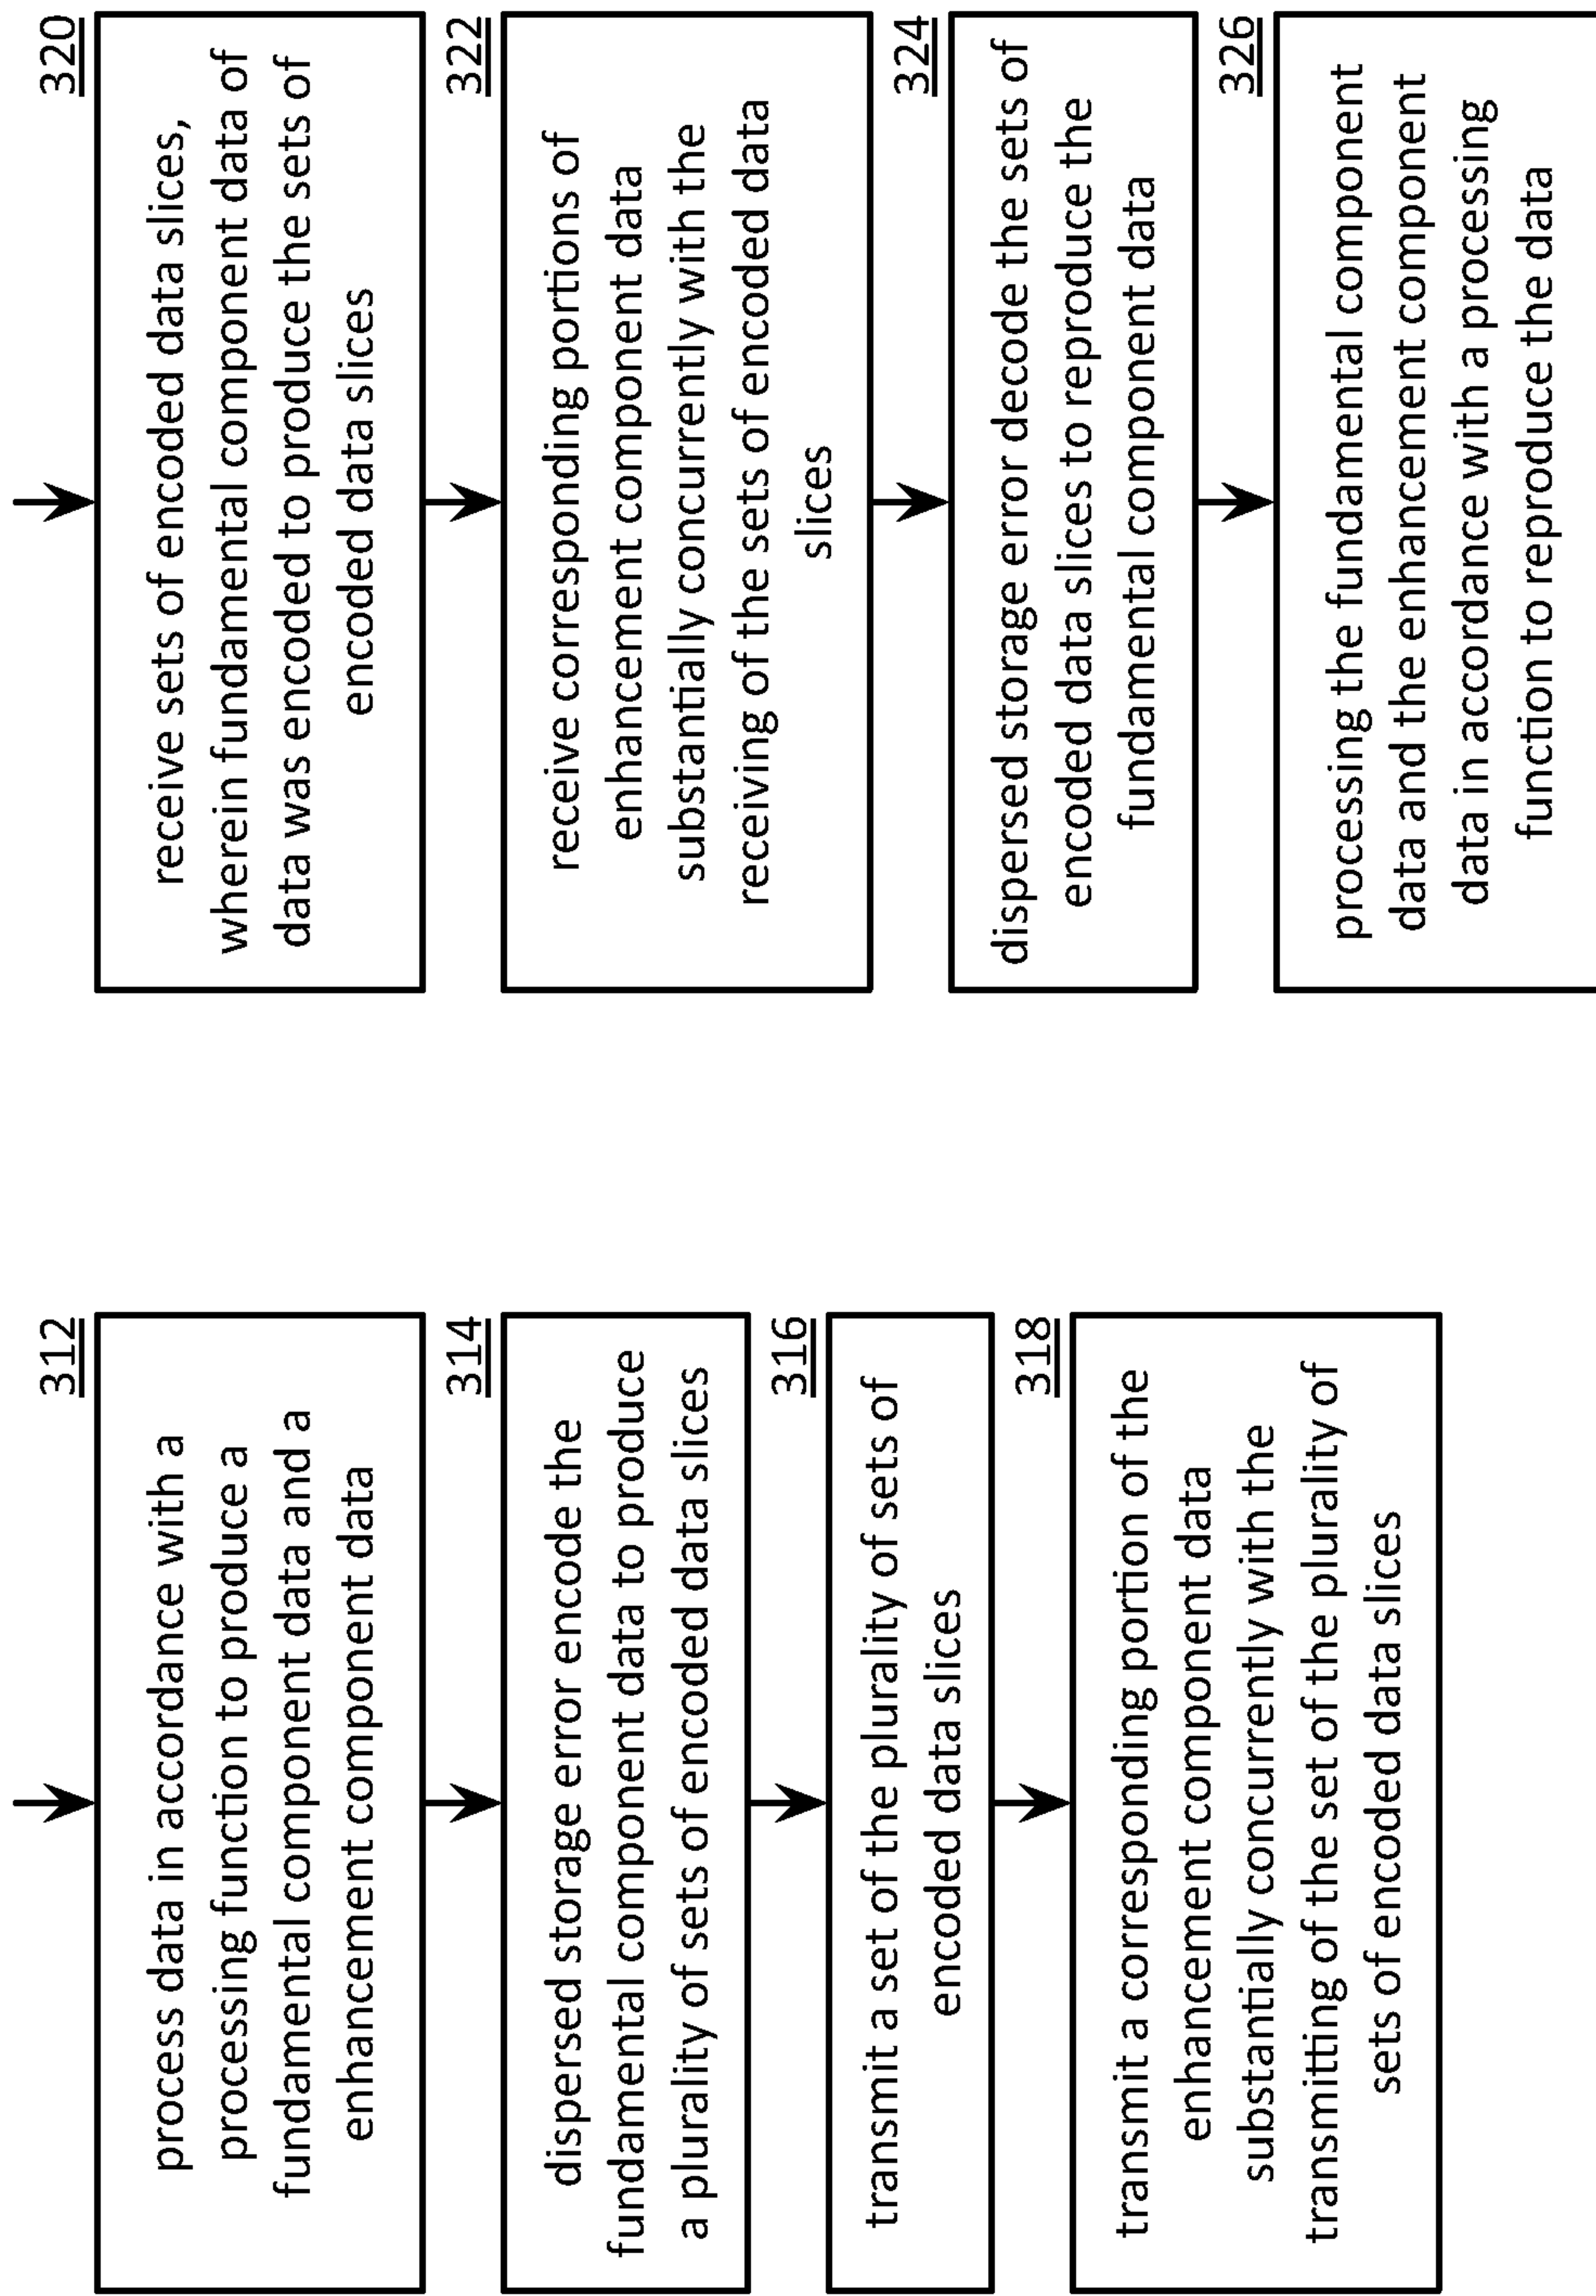 312
process data in accordance with a
processing function to produce a
fundamental component data and a
enhancement component data
314
dispersed storage error encode the
fundamental component data to produce
a plurality of sets of encoded data slices
316
transmit a set of the plurality of sets of
encoded data slices
318
transmit a corresponding portion of the
enhancement component data
substantially concurrently with the
transmitting of the set of the plurality of
sets of encoded data slices
320
receive sets of encoded data slices,
wherein fundamental component data of
data was encoded to produce the sets of
encoded data slices
322
receive corresponding portions of
enhancement component data
substantially concurrently with the
receiving of the sets of encoded data
slices
324
dispersed storage error decode the sets of
encoded data slices to reproduce the
fundamental component data
326
processing the fundamental component
data and the enhancement component
data in accordance with a processing
function to reproduce the data